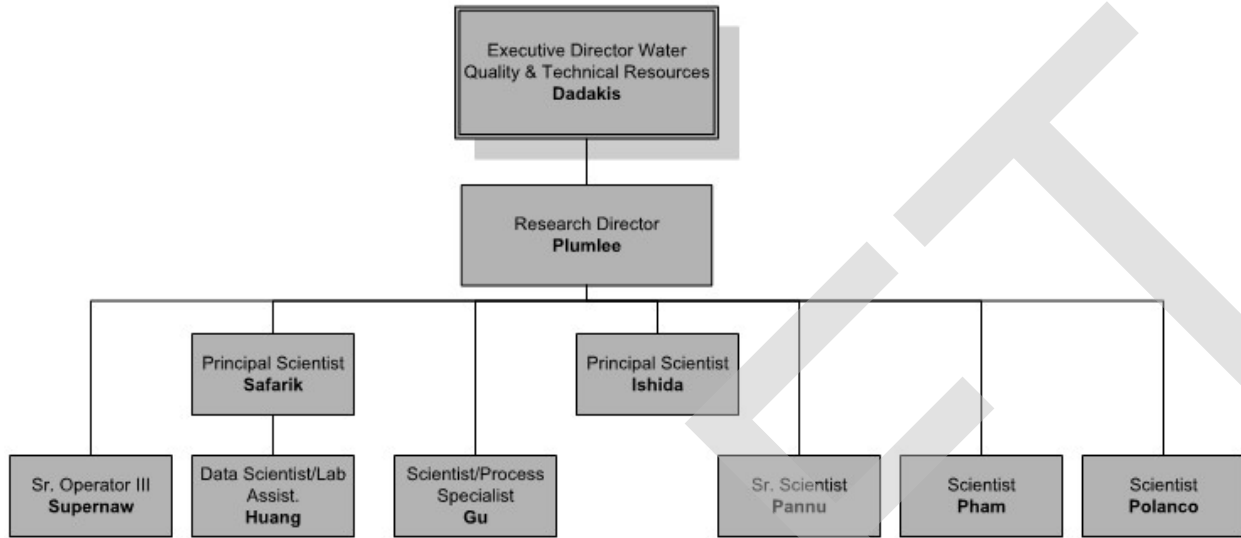 Executive Director Water
Quality & Technical Resources
Dadakis
Research Director
Plumlee
Principal Scientist
Safarik
Principal Scientist
Ishida
Sr. Operator III
Supernaw
Data Scientist/Lab
Assist.
Huang
Scientist/Process
Specialist
Gu
Sr. Scientist
Pannu
Scientist
Pham
Scientist
Polanco